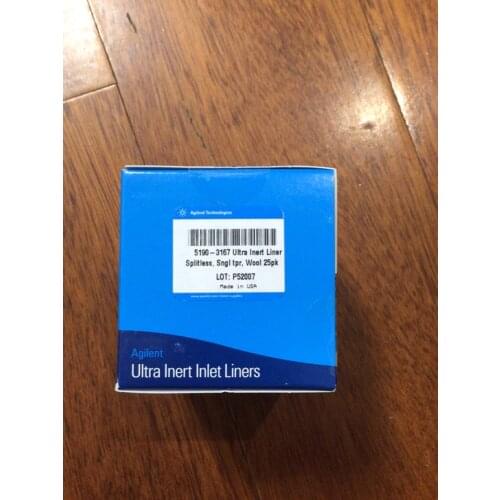 Agilent Technologies
5190-3167 Ultra Inert Liner
Splitless, Sngl tpr, Wool 25pk
LOT: P52007
Made in USA
Agilent
Ultra Inert Inlet Liners